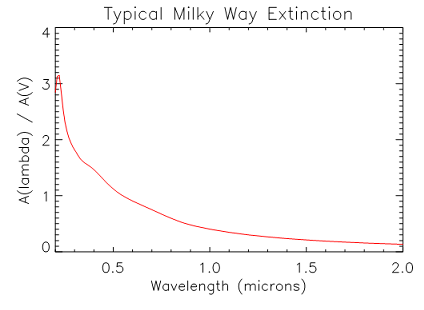 Typical Milky Way Extinction
4
3
2
1
0
A(lambda) / A(V)
0.5 1.0 1.5 2.0
Wavelength (microns)